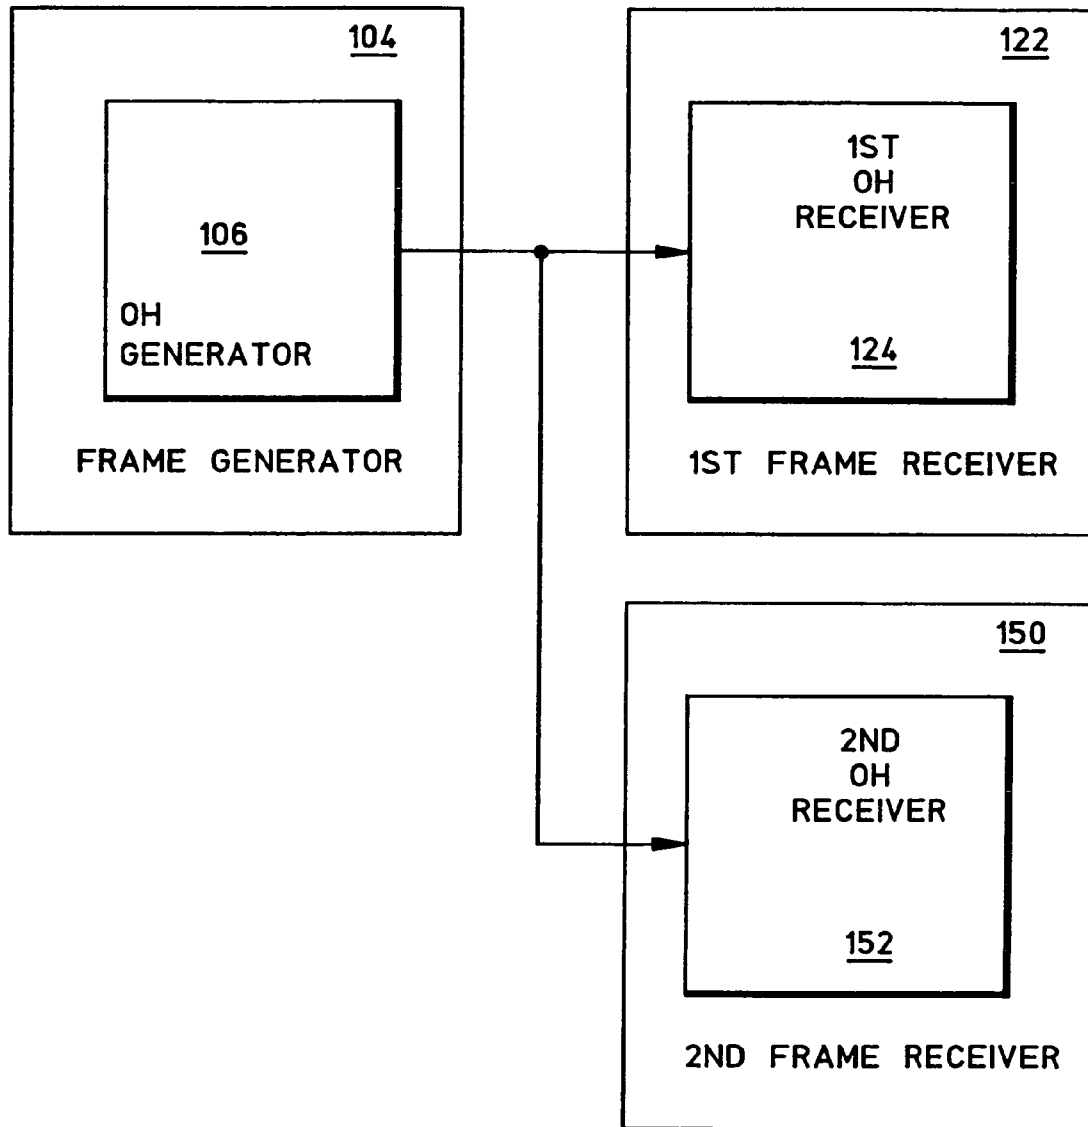 104
106
OH
GENERATOR
FRAME GENERATOR
122
1ST
OH
RECEIVER
124
1ST FRAME RECEIVER
150
2ND
OH
RECEIVER
152
2ND FRAME RECEIVER